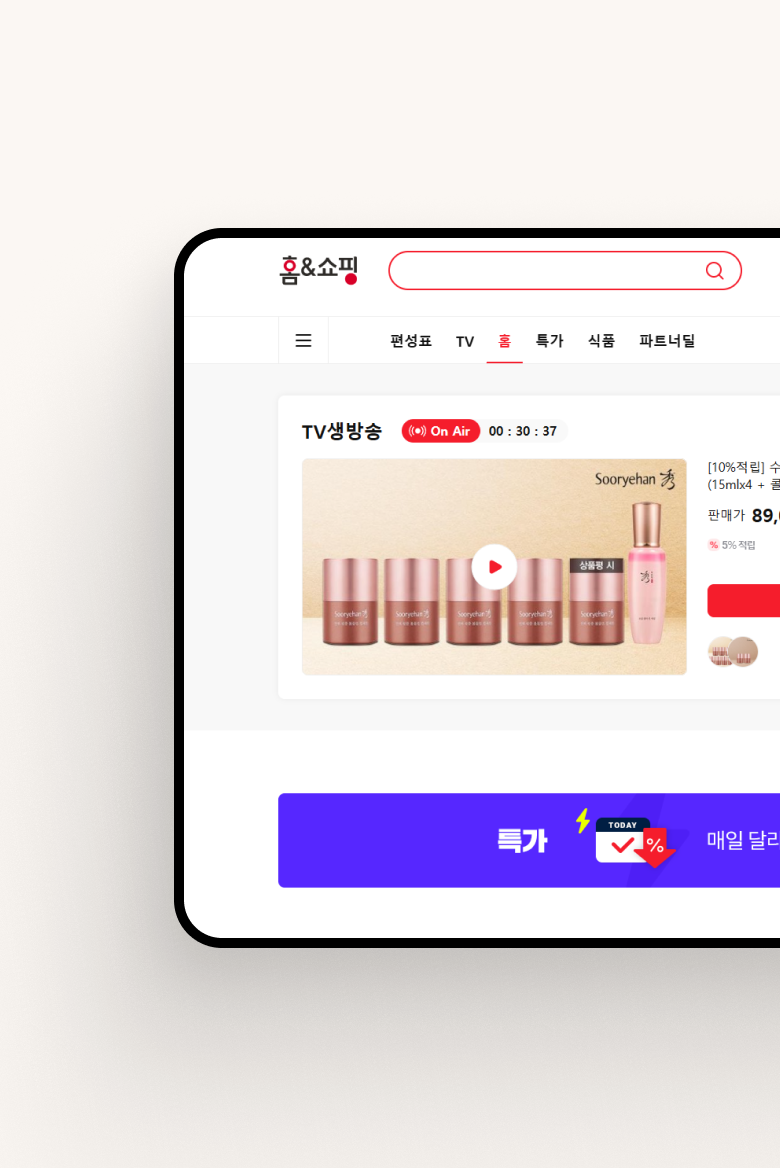 홈&쇼핑
편성표 TV 홈 특가 식품 파트너딜
TV생방송 On Air 00 : 30 : 37
Sooryehan 秀
상품평 시
Sooryehan 秀 Sooryehan 秀 Sooryehan 秀 Sooryehan 秀 Sooryehan 秀
[10%적립] 수
(15mlx4 + 콜
판매가 89,
% 5% 적립
특가 TODAY % 매일 달라